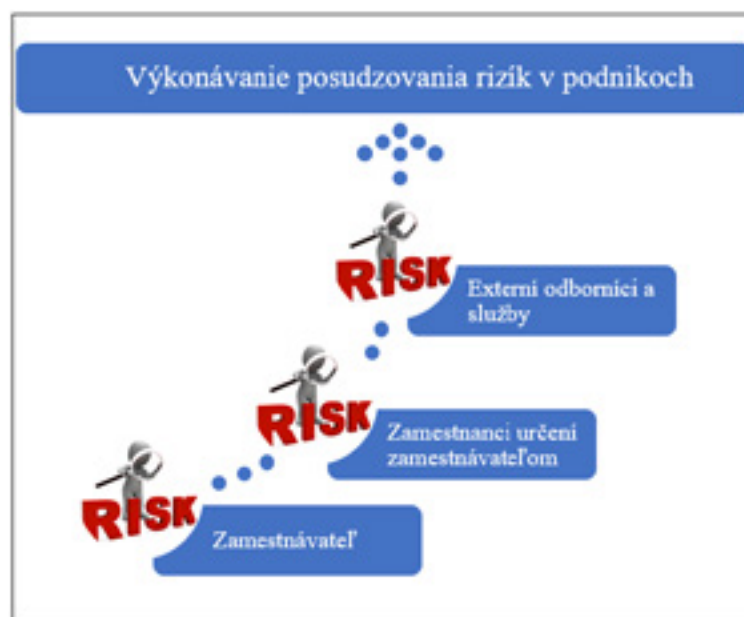 Výkonávanie posudzovania rizík v podnikoch
RISK
Externí odborníci a
služby
RISK
Zamestnanci určení
zamestnávateľom
RISK
Zamestnávateľ